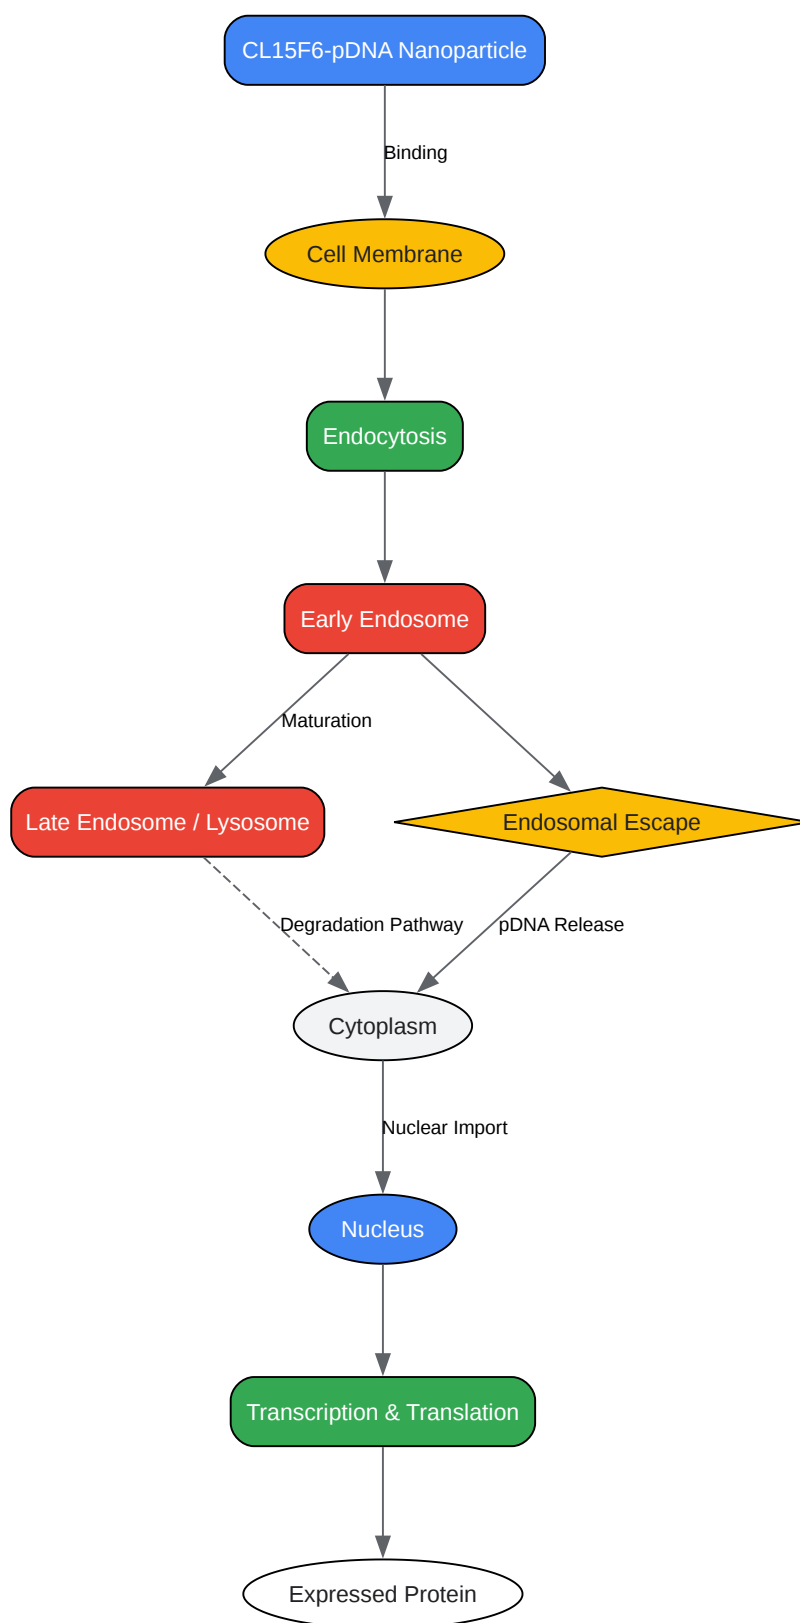 CL15F6-pDNA Nanoparticle
Binding
Cell Membrane
Endocytosis
Early Endosome
Maturation
Late Endosome / Lysosome
Endosomal Escape
Degradation Pathway
pDNA Release
Cytoplasm
Nuclear Import
Nucleus
Transcription & Translation
Expressed Protein